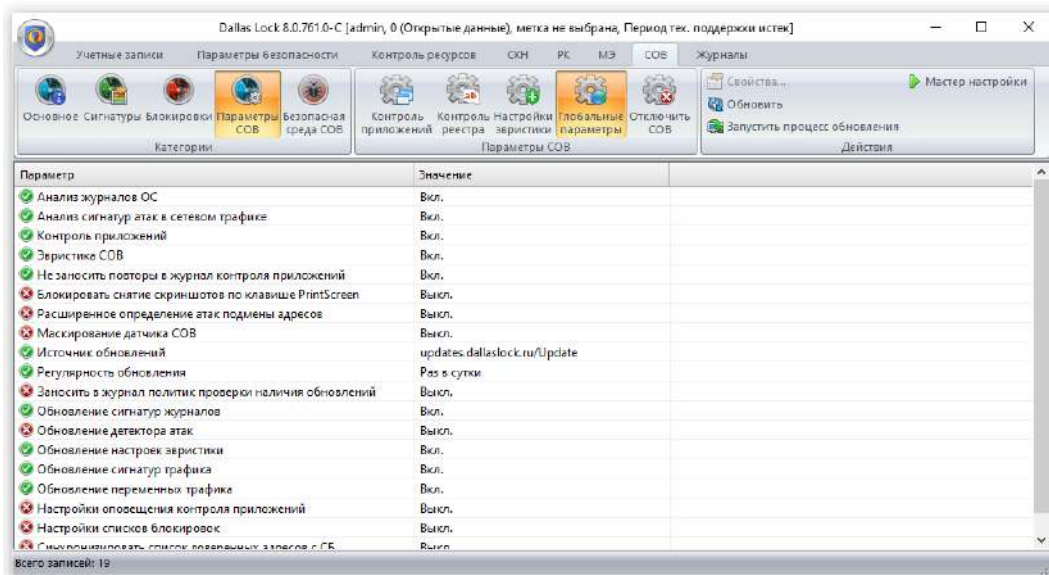 Dallas Lock 8.0.761.0-C [admin, 0 (Открытые данные), метка не выбрана, Период тех. поддержки истек]
Учетные записи Параметры безопасности Контроль ресурсов СКН РК МЭ СОВ Журналы
Основное Сигнатуры Блокировки Параметры СОВ Безопасная среда СОВ
Категории
Контроль приложений Контроль реестра Настройки эвристики Глобальные параметры Отключить СОВ
Параметры СОВ
Свойства...
Обновить
Запустить процесс обновления
Мастер настройки
Действия
Параметр Значение
Анализ журналов ОС Вкл.
Анализ сигнатур атак в сетевом трафике Вкл.
Контроль приложений Вкл.
Эвристика СОВ Вкл.
Не заносить повторы в журнал контроля приложений Вкл.
Блокировать снятие скриншотов по клавише PrintScreen Выкл.
Расширенное определение атак подмены адресов Выкл.
Маскирование датчика СОВ Выкл.
Источник обновлений updates.dallaslock.ru/Update
Регулярность обновления Раз в сутки
Заносить в журнал политик проверки наличия обновлений Выкл.
Обновление сигнатур журналов Вкл.
Обновление детектора атак Выкл.
Обновление настроек эвристики Вкл.
Обновление сигнатур трафика Вкл.
Обновление переменных трафика Вкл.
Настройки оповещения контроля приложений Выкл.
Настройки списков блокировок Выкл.
Синхронизировать список доверенных адресов с СБ Выкл.
Всего записей: 19